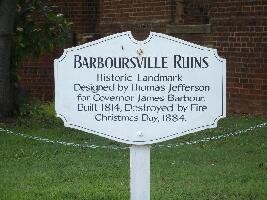 Barboursville Ruins
Historic Landmark
Designed by Thomas Jefferson
for Governor James Barbour.
Built 1814, Destroyed by Fire
Christmas Day, 1884.